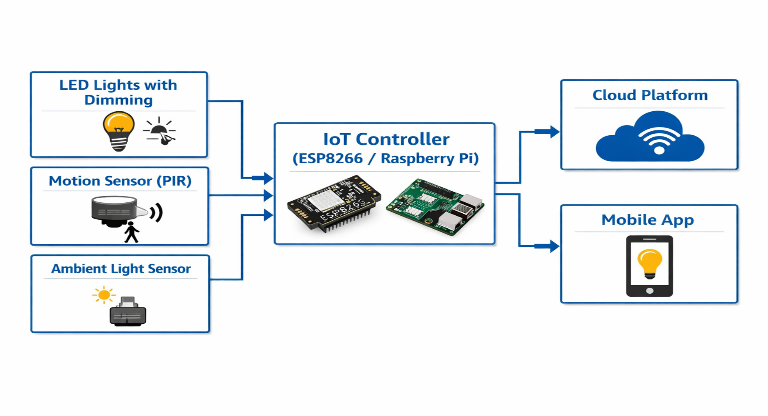 LED Lights with
Dimming
Motion Sensor (PIR)
Ambient Light Sensor
IoT Controller
(ESP8266 / Raspberry Pi)
Cloud Platform
Mobile App